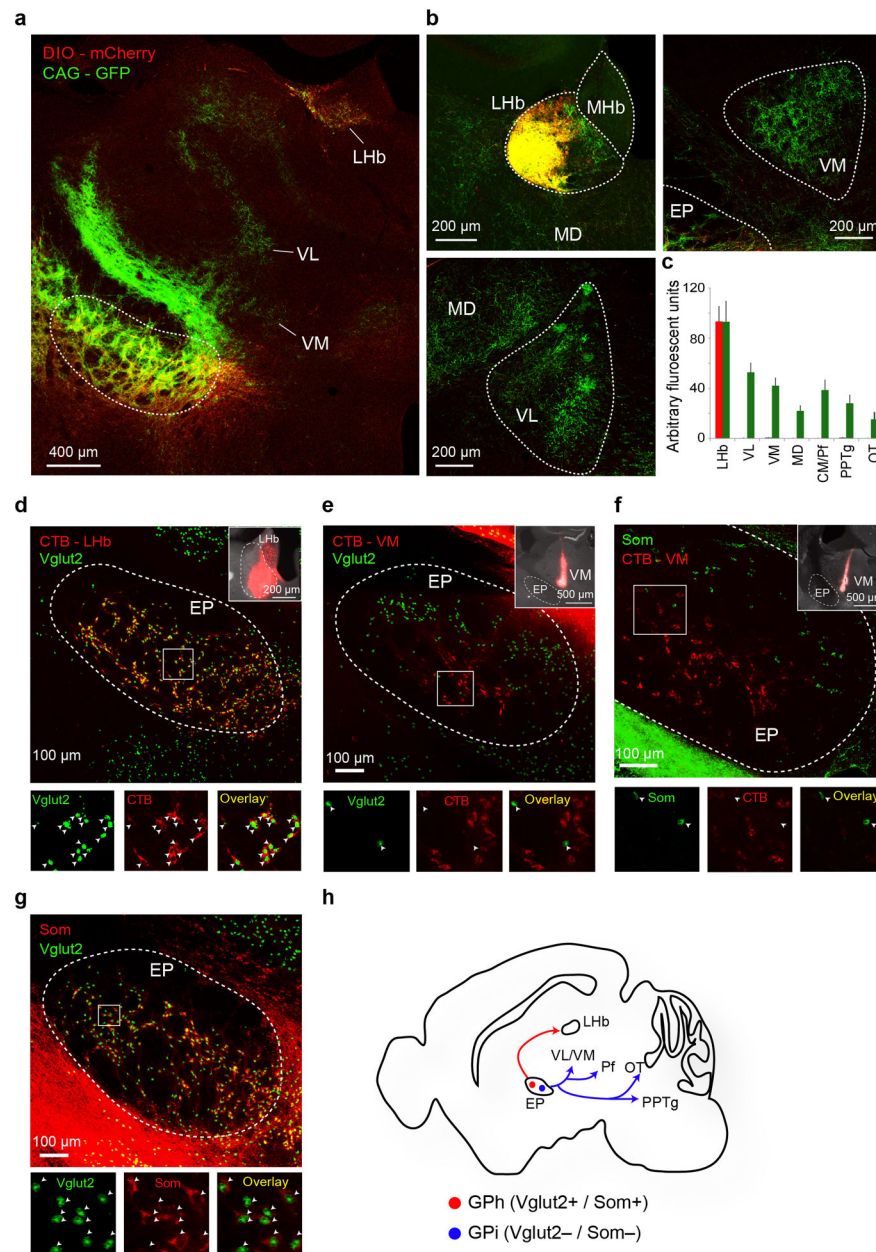 a
DIO - mCherry
CAG - GFP
LHb
VL
VM
400 µm
b
LHb
MHb
200 µm
MD
VM
EP
200 µm
MD
VL
200 µm
c
Arbitrary fluroescent units
120
80
40
0
LHb
VL
VM
MD
CM/Pf
PPTg
OT
d
CTB - LHb
Vglut2
LHb
200 µm
EP
100 µm
Vglut2
CTB
Overlay
e
CTB - VM
Vglut2
VM
EP
500 µm
EP
100 µm
Vglut2
CTB
Overlay
f
Som
CTB - VM
VM
EP
500 µm
EP
100 µm
Som
CTB
Overlay
g
Som
Vglut2
EP
100 µm
Vglut2
Som
Overlay
h
LHb
VL/VM
Pf
OT
EP
PPTg
GPh (Vglut2+ / Som+)
GPi (Vglut2– / Som–)